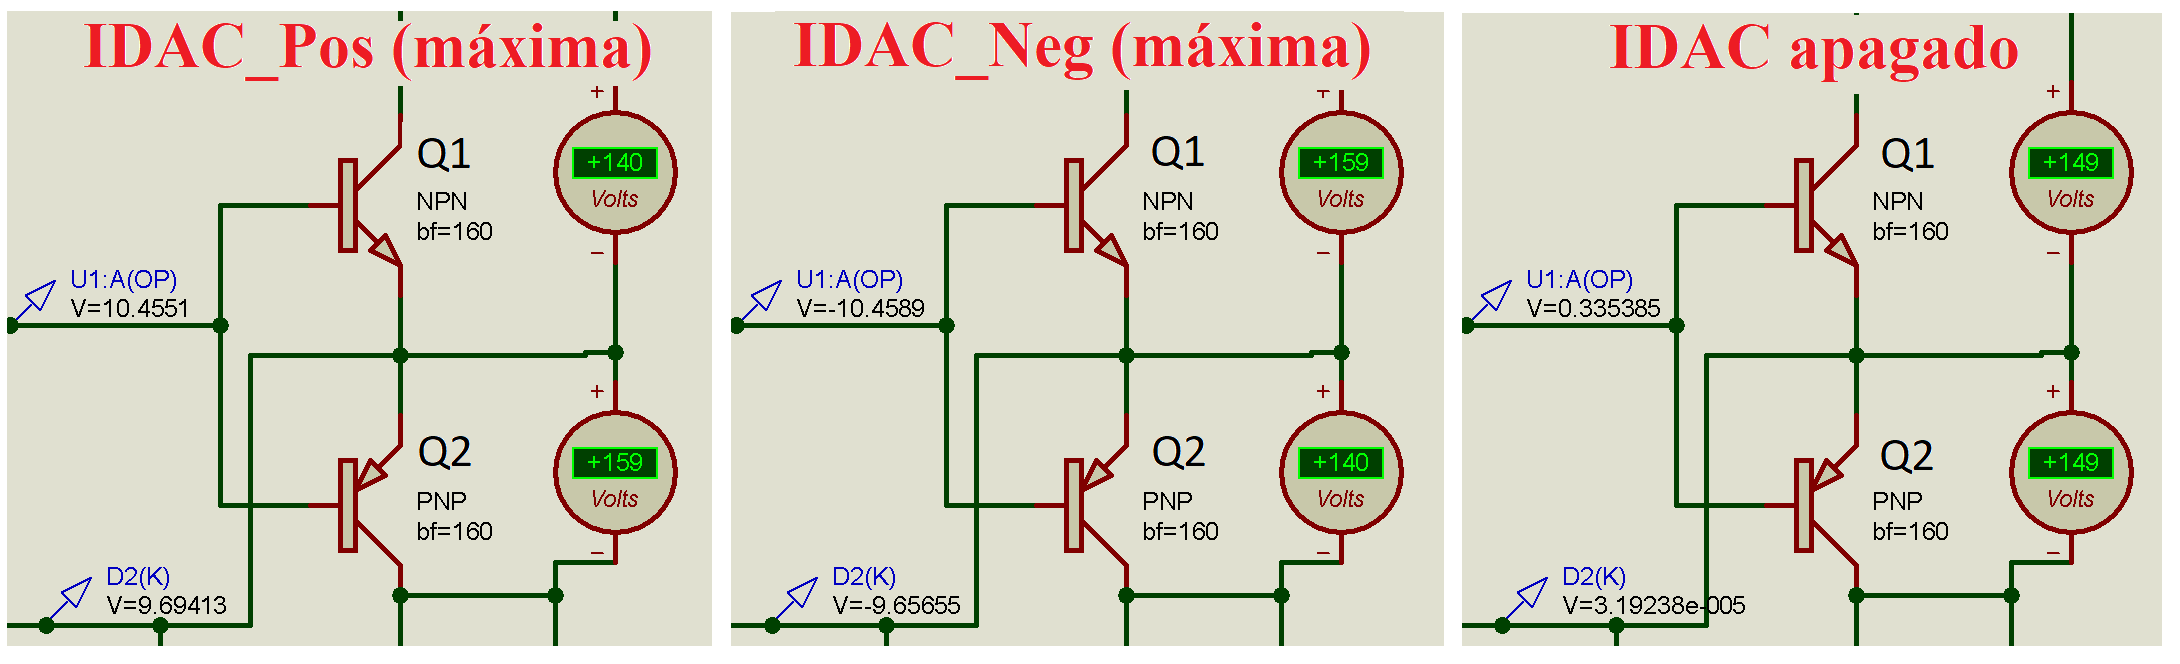 IDAC_Pos (máxima)
+
Q1
+140
Volts
NPN
bf=160
−
U1:A(OP)
V=10.4551
+
Q2
+159
Volts
PNP
bf=160
−
D2(K)
V=9.69413
IDAC_Neg (máxima)
+
Q1
+159
Volts
NPN
bf=160
−
U1:A(OP)
V=-10.4589
+
Q2
+140
Volts
PNP
bf=160
−
D2(K)
V=-9.65655
IDAC apagado
+
Q1
+149
Volts
NPN
bf=160
−
U1:A(OP)
V=0.335385
+
Q2
+149
Volts
PNP
bf=160
−
D2(K)
V=3.19238e-005